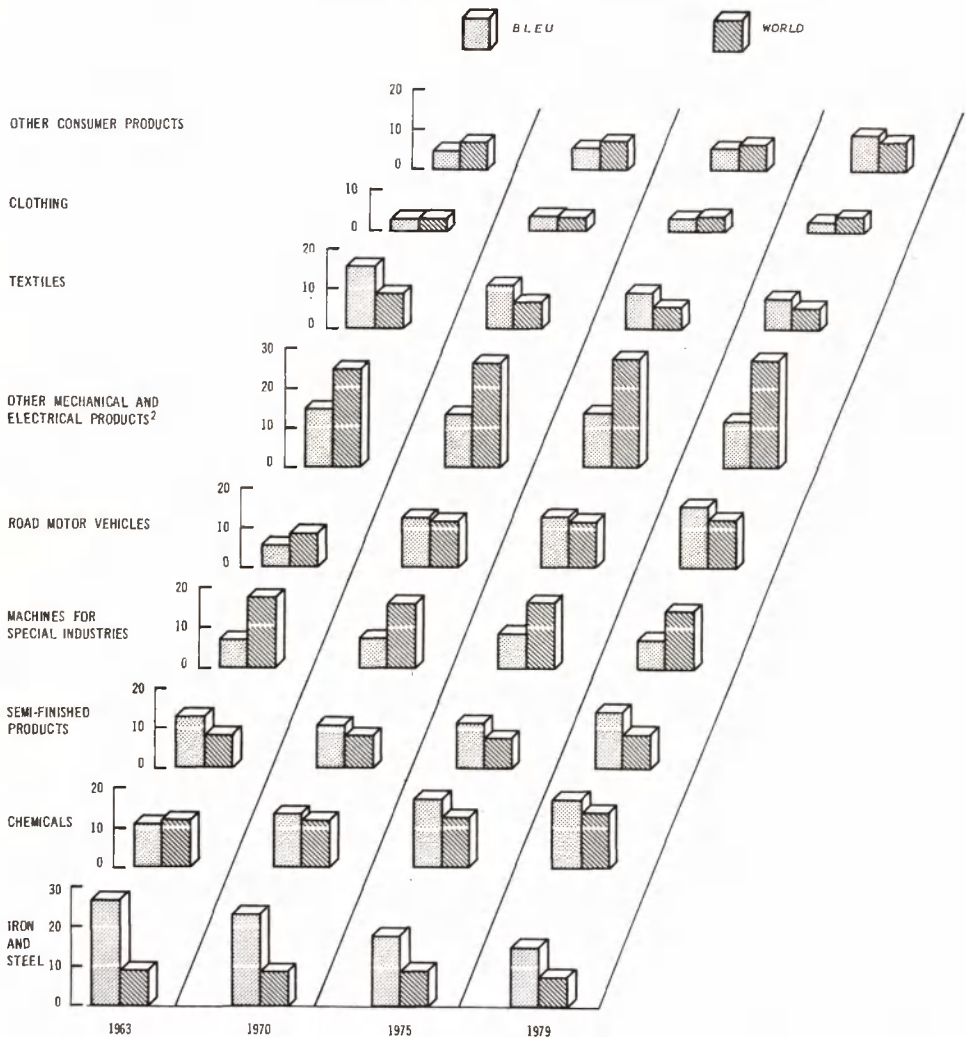 BLEU
WORLD
OTHER CONSUMER PRODUCTS
20
10
0
CLOTHING
10
0
TEXTILES
20
10
0
OTHER MECHANICAL AND
ELECTRICAL PRODUCTS²
30
20
10
0
ROAD MOTOR VEHICLES
20
10
0
MACHINES FOR
SPECIAL INDUSTRIES
20
10
0
SEMI-FINISHED
PRODUCTS
20
10
0
CHEMICALS
20
10
0
IRON
AND
STEEL
30
20
10
0
1963
1970
1975
1979